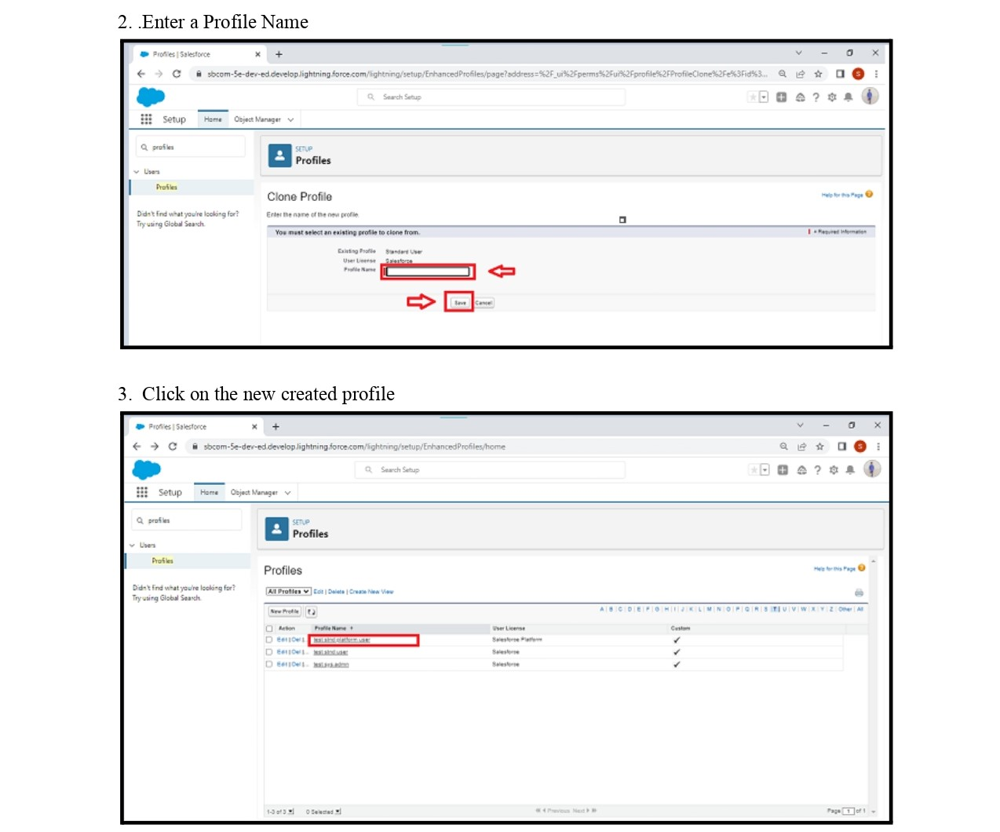 2. .Enter a Profile Name
Profiles | Salesforce
sbcom-5e-dev-ed.develop.lightning.force.com/lightning/setup/EnhancedProfiles/page?address=%2F_ui%2Fperms%2Fui%2Fprofile%2FProfileClone%2Fe%3Fid%3...
S
Search Setup
Setup Home Object Manager
profiles
SETUP
Profiles
Users
Profiles
Didn't find what you're looking for?
Try using Global Search.
Clone Profile
Help for this Page
Enter the name of the new profile.
You must select an existing profile to clone from.
= Required Information
Existing Profile Standard User
User License Salesforce
Profile Name
Save Cancel
3. Click on the new created profile
Profiles | Salesforce
sbcom-5e-dev-ed.develop.lightning.force.com/lightning/setup/EnhancedProfiles/home
S
Search Setup
Setup Home Object Manager
profiles
SETUP
Profiles
Users
Profiles
Didn't find what you're looking for?
Try using Global Search.
Profiles
Help for this Page
All Profiles Edit | Delete | Create New View
New Profile
A | B | C | D | E | F | G | H | I | J | K | L | M | N | O | P | Q | R | S | T | U | V | W | X | Y | Z | Other | All
Action Profile Name User License Custom
Edit | Del | ... test stnd platform user Salesforce Platform ✓
Edit | Del | ... test stnd user Salesforce ✓
Edit | Del | ... test sys admin Salesforce ✓
1-3 of 3 0 Selected Previous Next Page 1 of 1